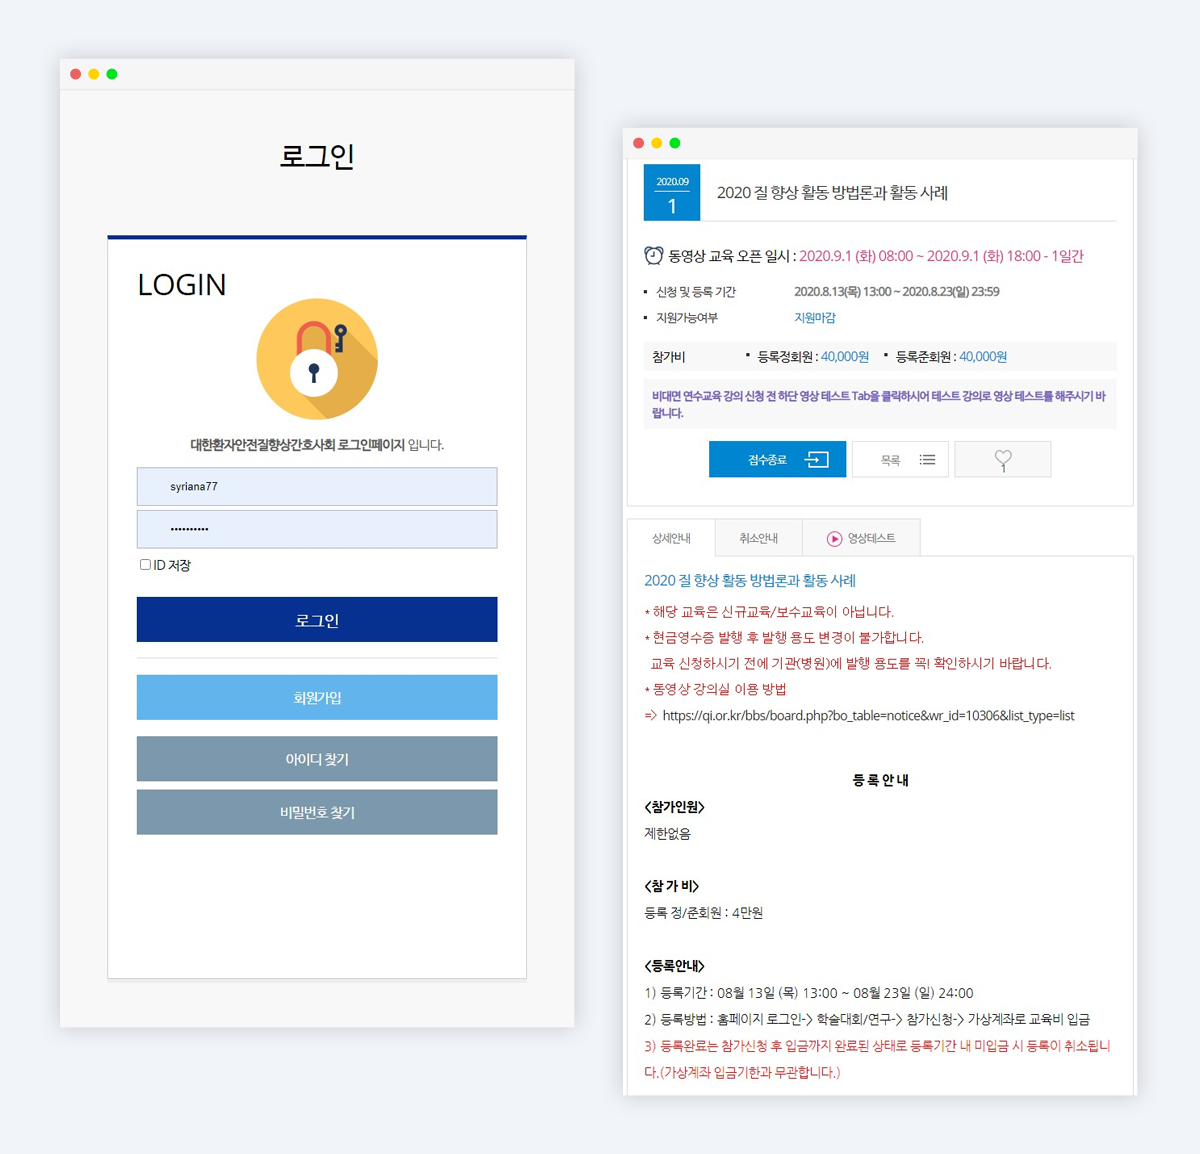 로그인
LOGIN
대한환자안전질향상간호사회 로그인페이지 입니다.
syriana77
••••••••••
ID 저장
로그인
회원가입
아이디 찾기
비밀번호 찾기
2020.09
1
2020 질 향상 활동 방법론과 활동 사례
동영상 교육 오픈 일시 : 2020.9.1 (화) 08:00 ~ 2020.9.1 (화) 18:00 - 1일간
신청 및 등록 기간 2020.8.13(목) 13:00 ~ 2020.8.23(일) 23:59
지원가능여부 지원마감
참가비 등록정회원 : 40,000원 등록준회원 : 40,000원
비대면 연수교육 강의 신청 전 하단 영상 테스트 Tab을 클릭하시어 테스트 강의로 영상 테스트를 해주시기 바
랍니다.
접수종료 목록 1
상세안내 취소안내 영상테스트
2020 질 향상 활동 방법론과 활동 사례
* 해당 교육은 신규교육/보수교육이 아닙니다.
* 현금영수증 발행 후 발행 용도 변경이 불가합니다.
교육 신청하시기 전에 기관(병원)에 발행 용도를 꼭! 확인하시기 바랍니다.
* 동영상 강의실 이용 방법
=> https://qi.or.kr/bbs/board.php?bo_table=notice&wr_id=10306&list_type=list
등 록 안 내
<참가인원>
제한없음
<참 가 비>
등록 정/준회원 : 4만원
<등록안내>
1) 등록기간 : 08월 13일 (목) 13:00 ~ 08월 23일 (일) 24:00
2) 등록방법 : 홈페이지 로그인-> 학술대회/연구-> 참가신청-> 가상계좌로 교육비 입금
3) 등록완료는 참가신청 후 입금까지 완료된 상태로 등록기간 내 미입금 시 등록이 취소됩니
다.(가상계좌 입금기한과 무관합니다.)